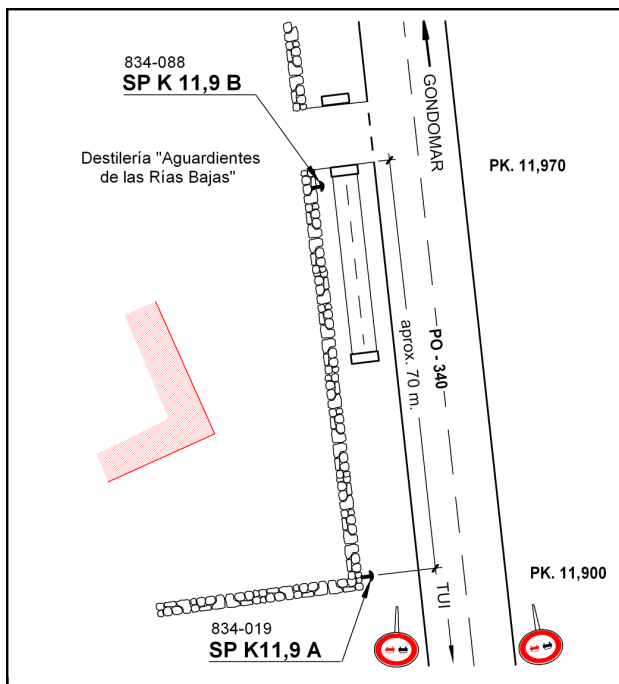 834-088
SP K 11,9 B
Destilería "Aguardientes
de las Rías Bajas"
GONDOMAR
PK. 11,970
PO - 340
aprox. 70 m.
PK. 11,900
TUI
834-019
SP K11,9 A